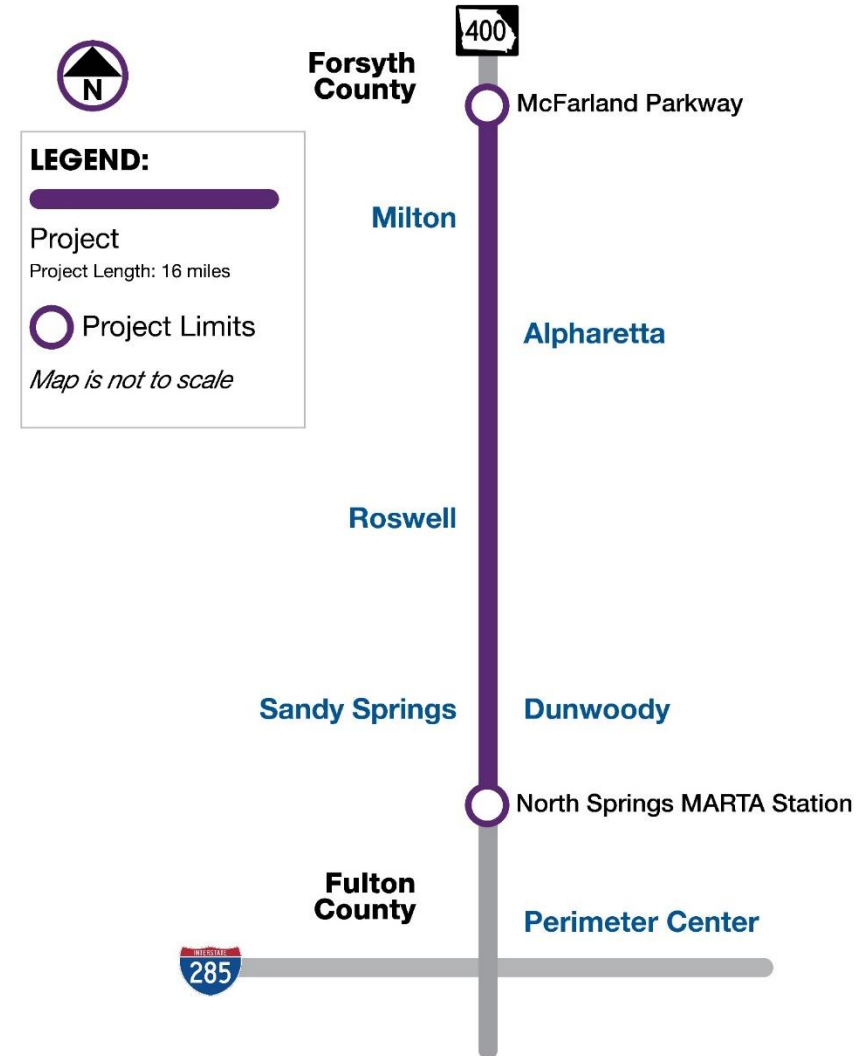 400
Forsyth
County
McFarland Parkway
N
LEGEND:
Project
Project Length: 16 miles
Project Limits
Map is not to scale
Milton
Alpharetta
Roswell
Sandy Springs
Dunwoody
North Springs MARTA Station
Fulton
County
Perimeter Center
INTERSTATE
285